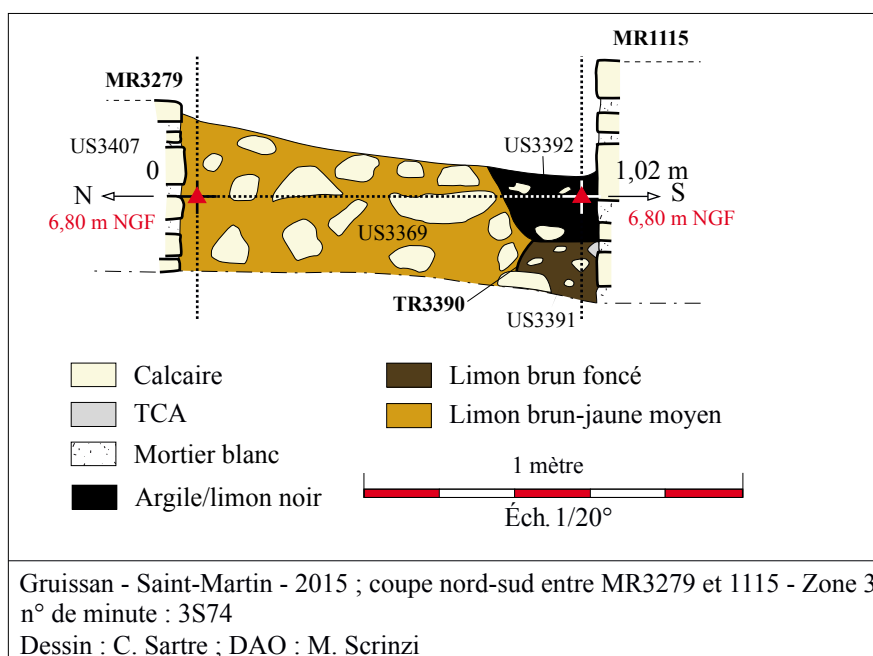 MR1115
MR3279
US3407
US3392
0
1,02 m
N
S
6,80 m NGF
6,80 m NGF
US3369
TR3390
US3391
Calcaire
TCA
Mortier blanc
Argile/limon noir
Limon brun foncé
Limon brun-jaune moyen
1 mètre
Éch. 1/20°
Gruissan - Saint-Martin - 2015 ; coupe nord-sud entre MR3279 et 1115 - Zone 3
n° de minute : 3S74
Dessin : C. Sartre ; DAO : M. Scrinzi